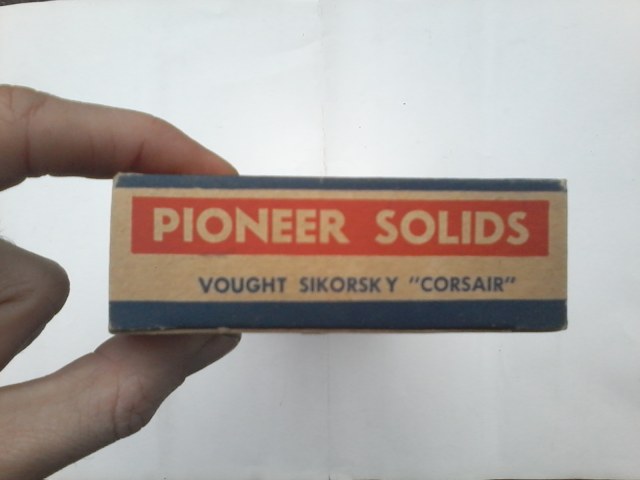 PIONEER SOLIDS
VOUGHT SIKORSKY "CORSAIR"